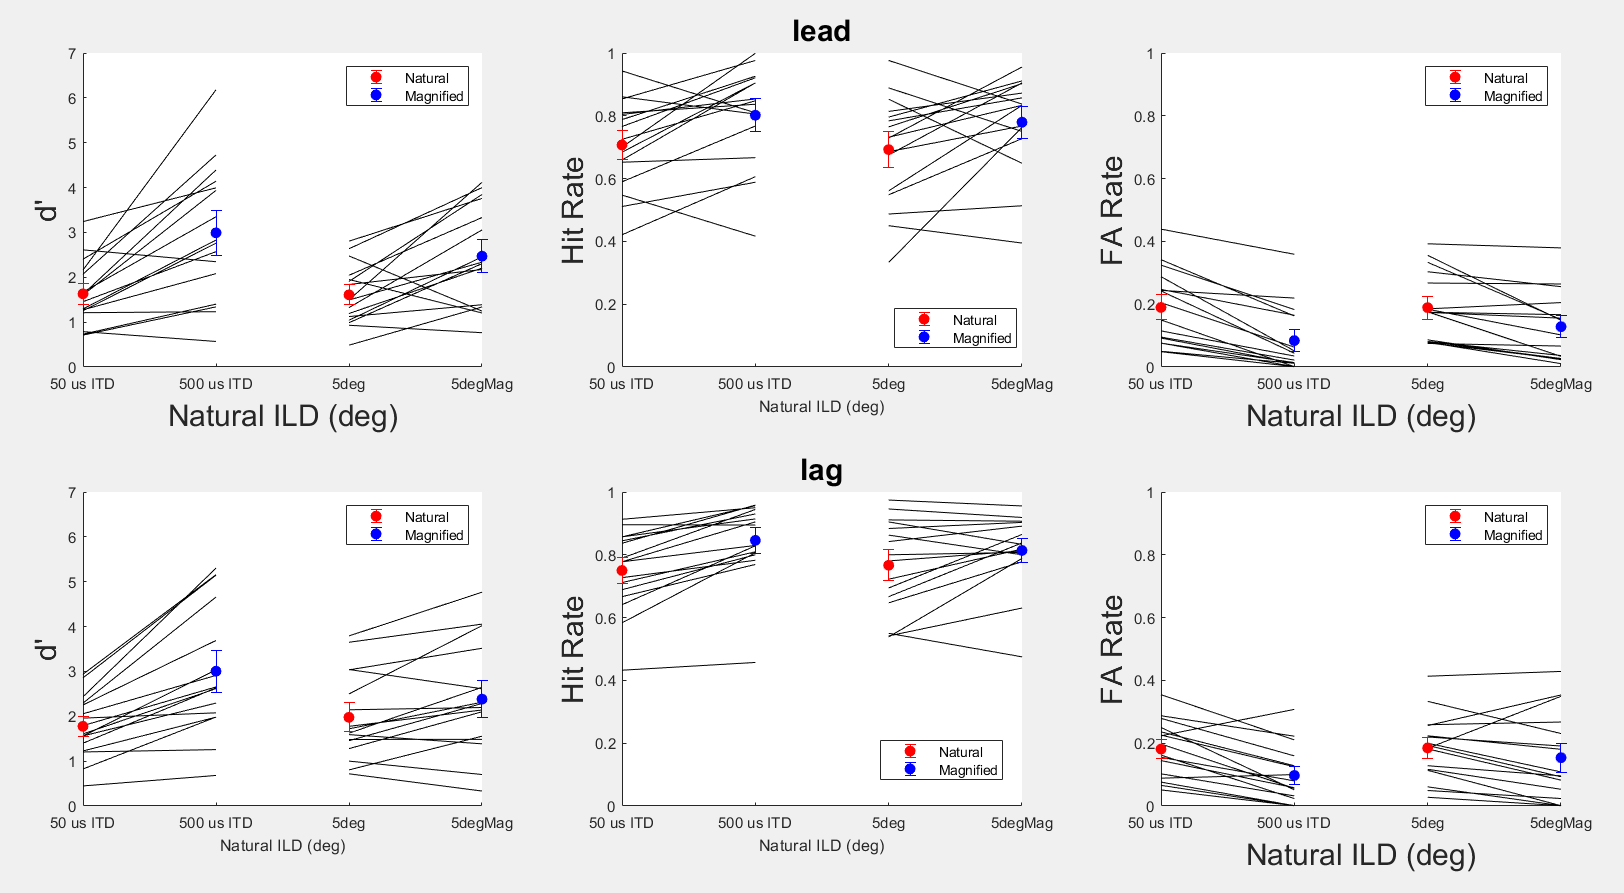 lead
7
6
5
4
3
2
1
0
d'
Natural
Magnified
50 us ITD
500 us ITD
5deg
5degMag
Natural ILD (deg)
1
0.8
0.6
0.4
0.2
0
Hit Rate
Natural
Magnified
50 us ITD
500 us ITD
5deg
5degMag
Natural ILD (deg)
1
0.8
0.6
0.4
0.2
0
FA Rate
Natural
Magnified
50 us ITD
500 us ITD
5deg
5degMag
Natural ILD (deg)
lag
7
6
5
4
3
2
1
0
d'
Natural
Magnified
50 us ITD
500 us ITD
5deg
5degMag
Natural ILD (deg)
1
0.8
0.6
0.4
0.2
0
Hit Rate
Natural
Magnified
50 us ITD
500 us ITD
5deg
5degMag
Natural ILD (deg)
1
0.8
0.6
0.4
0.2
0
FA Rate
Natural
Magnified
50 us ITD
500 us ITD
5deg
5degMag
Natural ILD (deg)